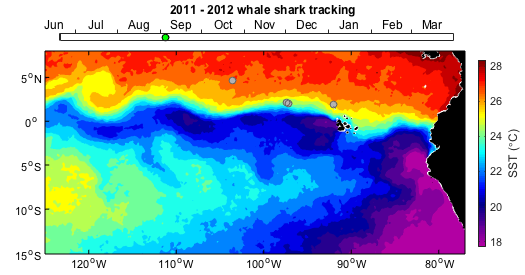 2011 - 2012 whale shark tracking
Jun Jul Aug Sep Oct Nov Dec Jan Feb Mar
5°N
0°
5°S
10°S
15°S
120°W 110°W 100°W 90°W 80°W
28
26
24
22
20
18
SST (°C)